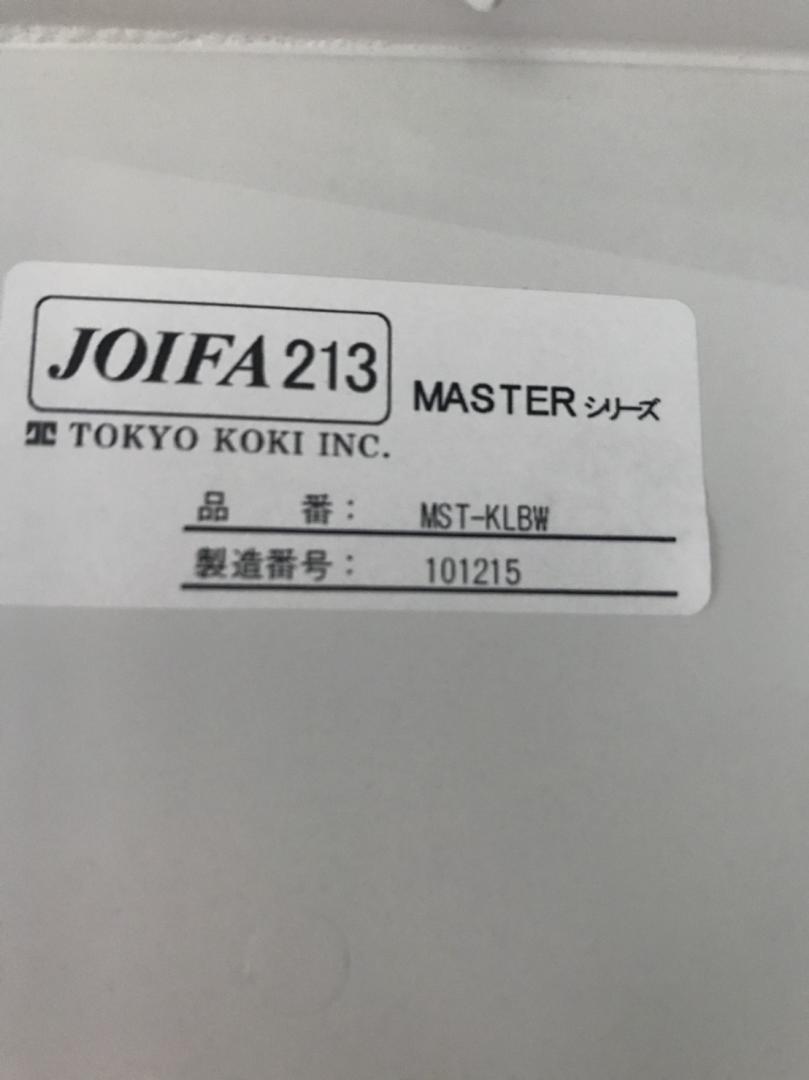 JOIFA 213 MASTERシリーズ
TOKYO KOKI INC.
品 番： MST-KLBW
製造番号： 101215